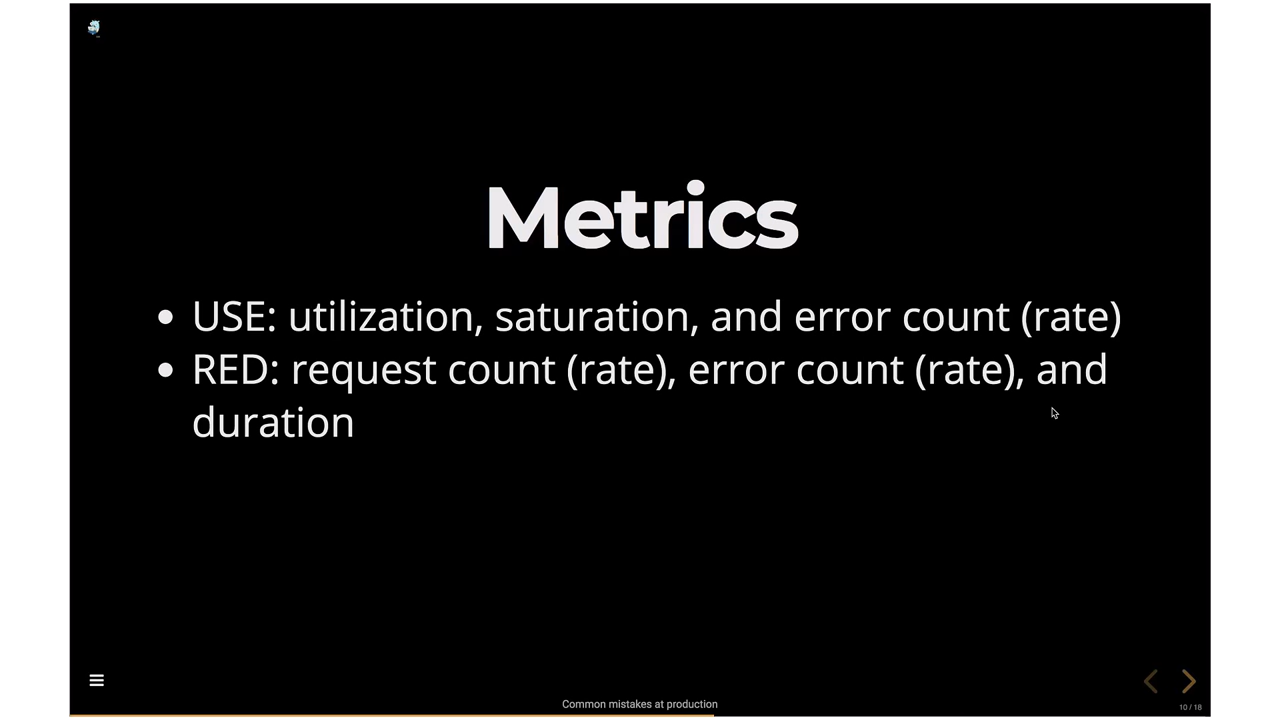 Metrics
• USE: utilization, saturation, and error count (rate)
• RED: request count (rate), error count (rate), and
duration
Common mistakes at production
10 / 18